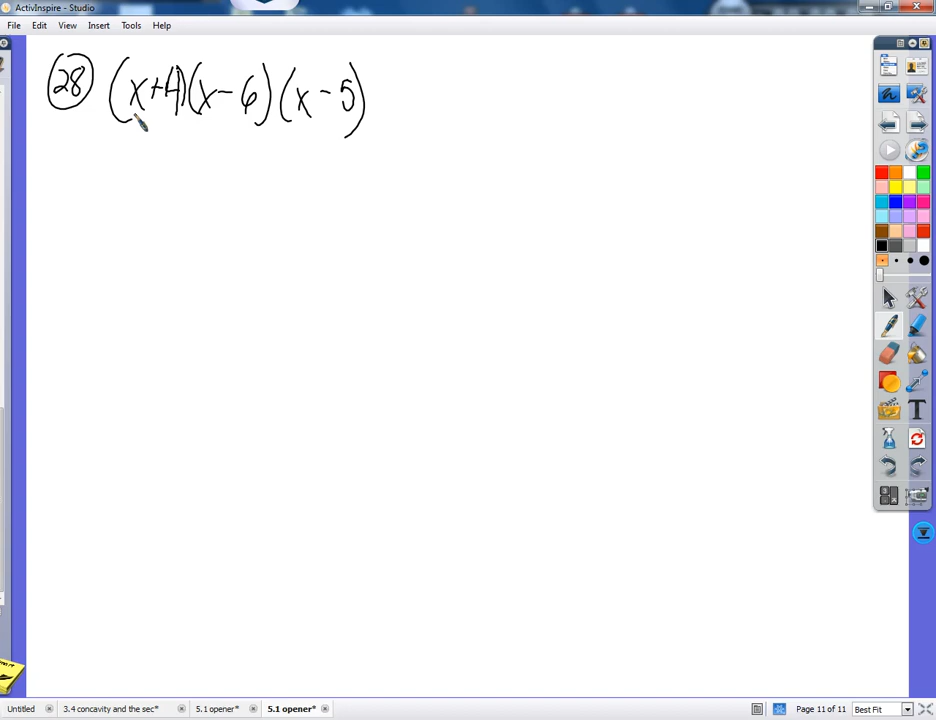 ActivInspire - Studio
File Edit View Insert Tools Help
28 (x+4)(x-6)(x-5)
Untitled 3.4 concavity and the sec* 5.1 opener* 5.1 opener* Page 11 of 11 Best Fit